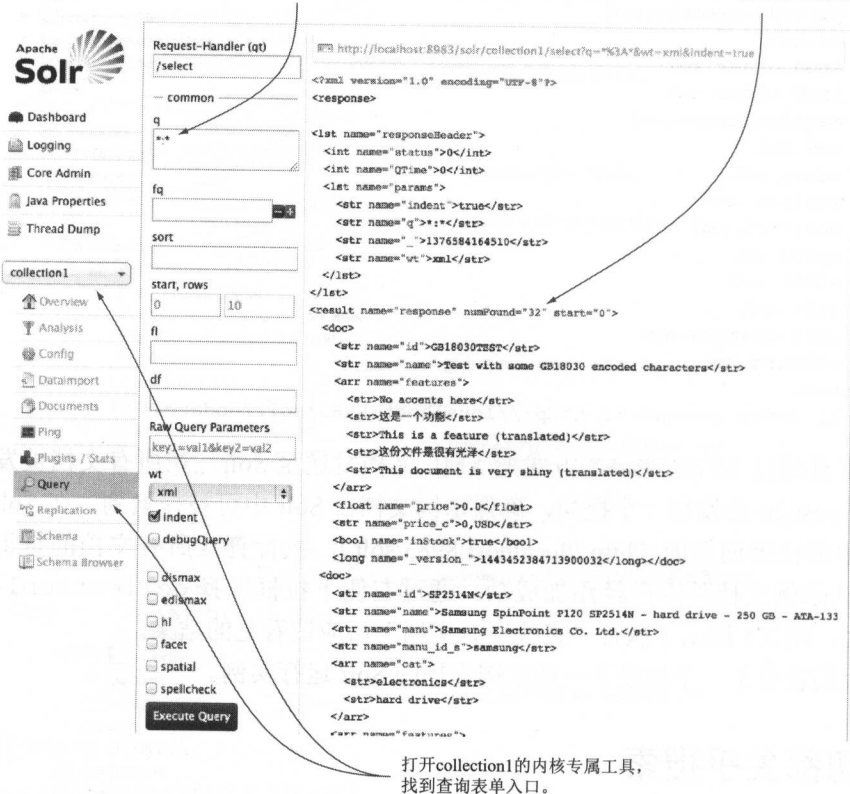 Apache
Solr
Dashboard
Logging
Core Admin
Java Properties
Thread Dump
collection1
Overview
Analysis
Config
Dataimport
Documents
Ping
Plugins / Stats
Query
Replication
Schema
Schema Browser
Request-Handler (qt)
/select
common
q
*:*
fq
sort
start, rows
0 10
fl
df
Raw Query Parameters
key1=val1&key2=val2
wt
xml
indent
debugQuery
dismax
edismax
hl
facet
spatial
spellcheck
Execute Query
http://localhost:8983/solr/collection1/select?q=*%3A*&wt=xml&indent=true
<?xml version="1.0" encoding="UTF-8"?>
<response>
<lst name="responseHeader">
<int name="status">0</int>
<int name="QTime">0</int>
<lst name="params">
<str name="indent">true</str>
<str name="q">*:*</str>
<str name="_">1376584164510</str>
<str name="wt">xml</str>
</lst>
</lst>
<result name="response" numFound="32" start="0">
<doc>
<str name="id">GB18030TEST</str>
<str name="name">Test with some GB18030 encoded characters</str>
<arr name="features">
<str>No accents here</str>
<str>这是一个功能</str>
<str>This is a feature (translated)</str>
<str>这份文件是很有光泽</str>
<str>This document is very shiny (translated)</str>
</arr>
<float name="price">0.0</float>
<str name="price_c">0,USD</str>
<bool name="inStock">true</bool>
<long name="_version_">1443452384713900032</long></doc>
<doc>
<str name="id">SP2514N</str>
<str name="name">Samsung SpinPoint P120 SP2514N - hard drive - 250 GB - ATA-133
<str name="manu">Samsung Electronics Co. Ltd.</str>
<str name="manu_id_s">samsung</str>
<arr name="cat">
<str>electronics</str>
<str>hard drive</str>
</arr>
<arr name="features">
打开collection1的内核专属工具，
找到查询表单入口。